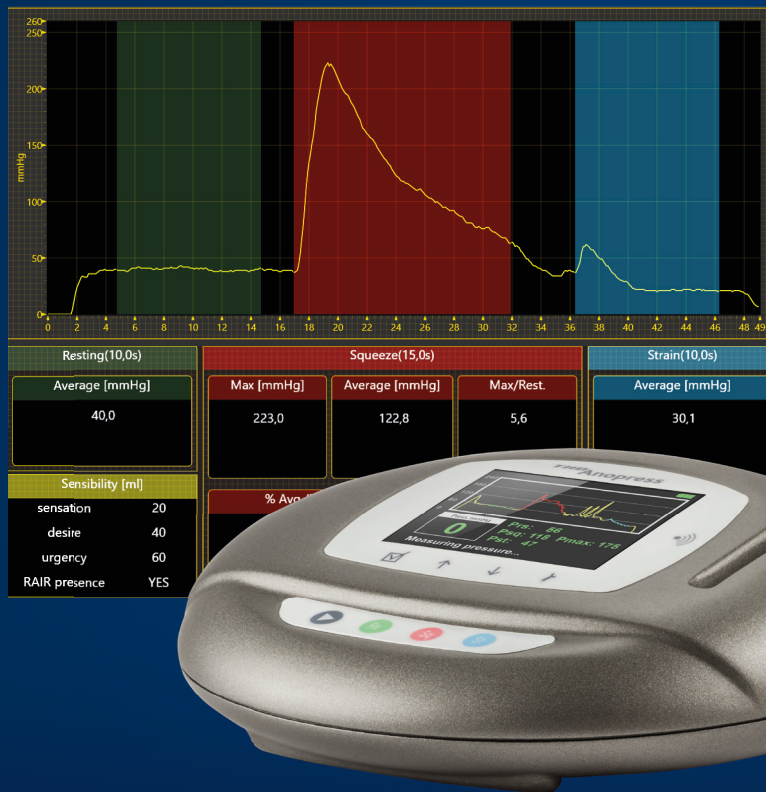 260
250
200
150
100
50
0
mmHg
0 2 4 6 8 10 12 14 16 18 20 22 24 26 28 30 32 34 36 38 40 42 44 46 48 49
Resting(10,0s)
Average [mmHg]
40,0
Squeeze(15,0s)
Max [mmHg]
223,0
Average [mmHg]
122,8
Max/Rest.
5,6
Strain(10,0s)
Average [mmHg]
30,1
Sensibility [ml]
sensation 20
desire 40
urgency 60
RAIR presence YES
% Avg
Anopress
0
Prs: 56
Psq: 118 Pmax: 175
Pst: 47
Measuring pressure...